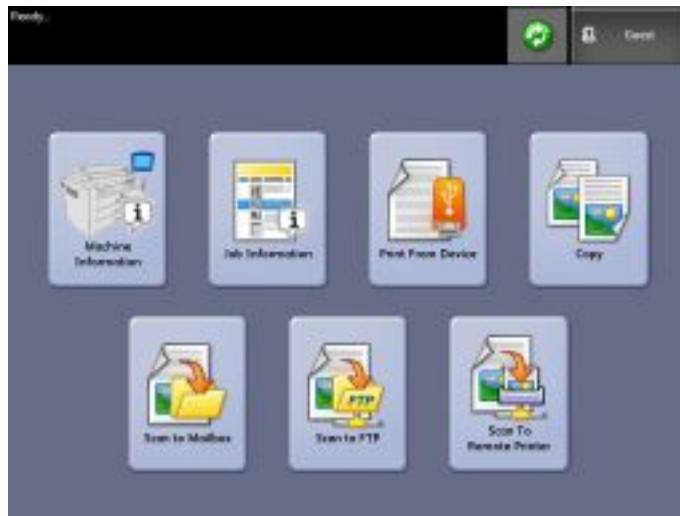 Ready...
Guest
Machine
Information
Job Information
Print From Device
Copy
Scan to Mailbox
FTP
Scan to FTP
Scan To
Remote Printer